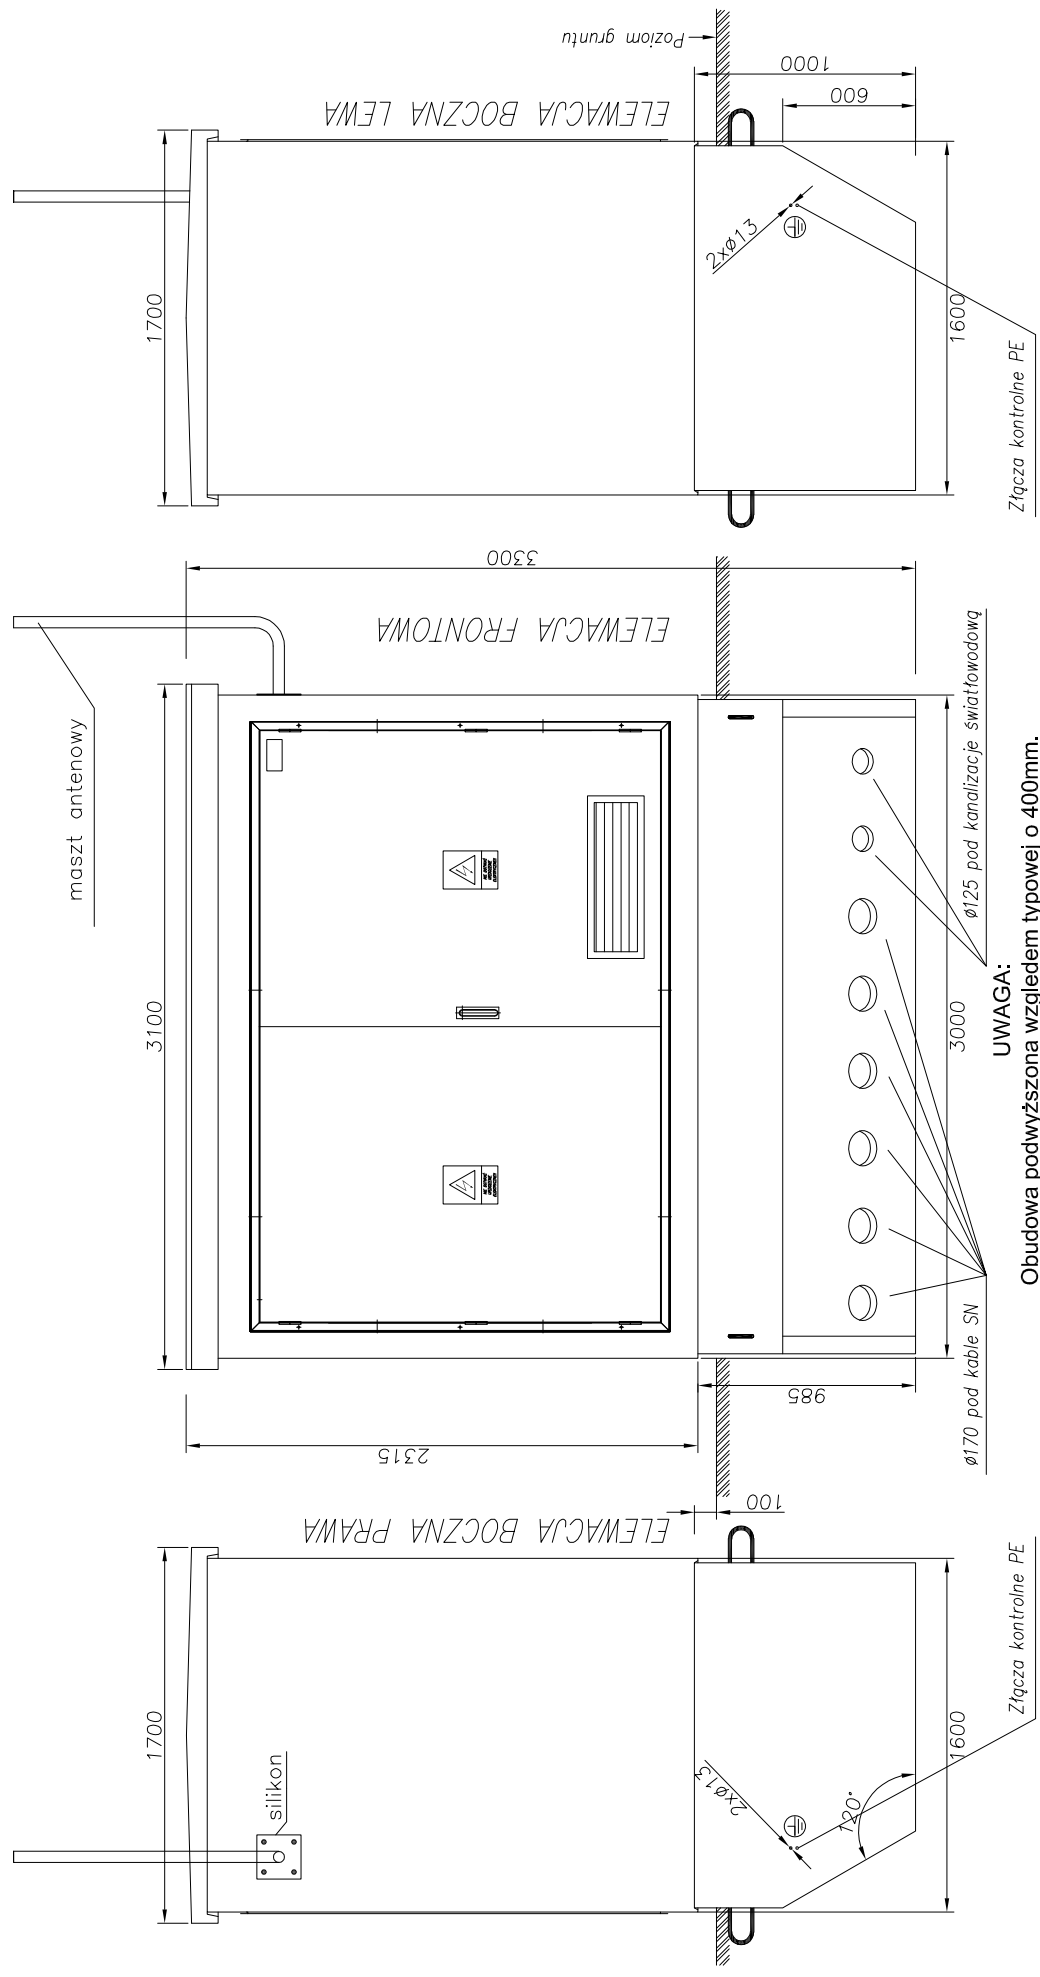 Poziom gruntu
1000
600
ELEWACJA BOCZNA LEWA
1700
2xø13
1600
Złącza kontrolne PE
3300
ELEWACJA FRONTOWA
maszt antenowy
3100
ø125 pod kanalizacje światłowodową
3000
985
2315
ø170 pod kable SN
UWAGA:
Obudowa podwyższona względem typowej o 400mm.
100
ELEWACJA BOCZNA PRAWA
1700
silikon
2xø13
120°
1600
Złącza kontrolne PE